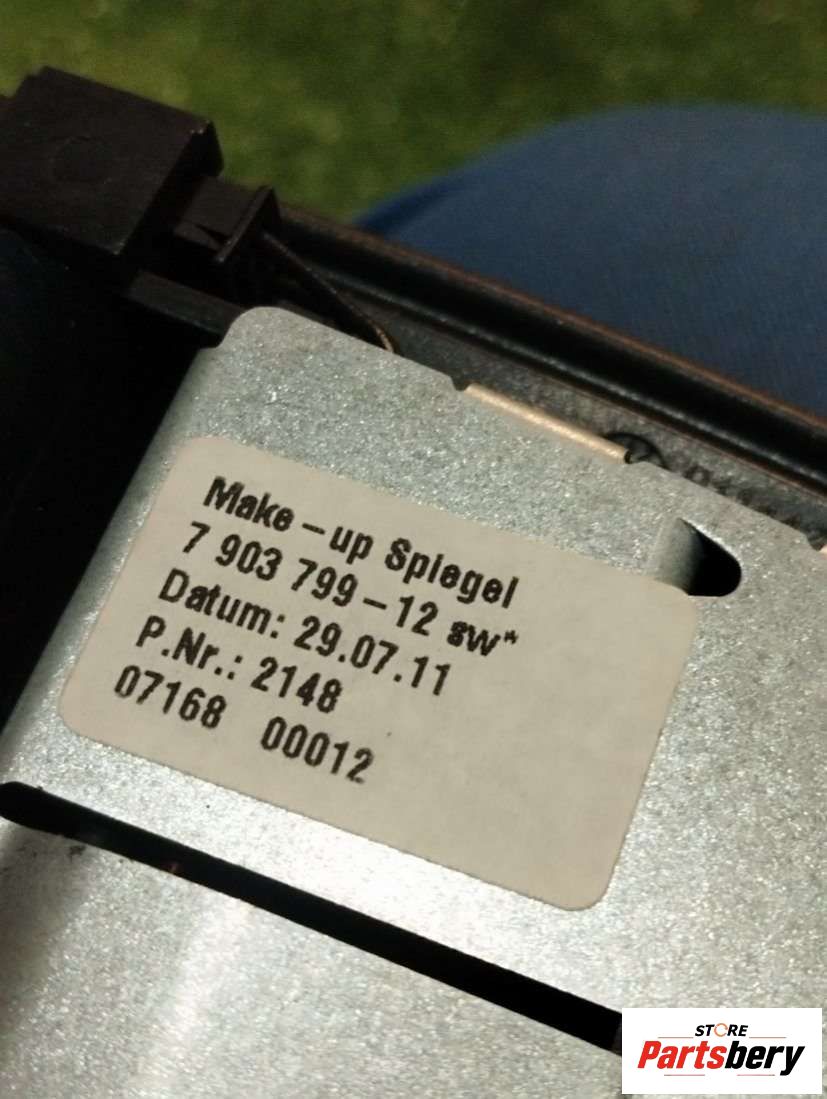 Make-up Spiegel
7 903 799-12 sw*
Datum: 29.07.11
P.Nr.: 2148
07168 00012
STORE
Partsbery